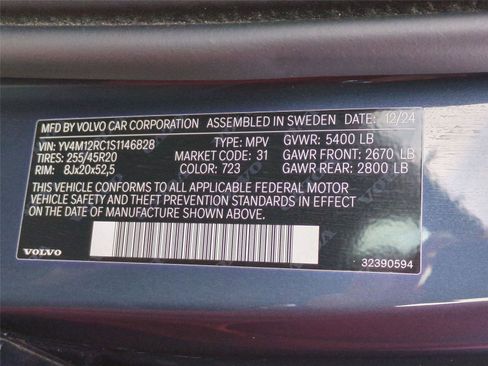 MFD BY VOLVO CAR CORPORATION ASSEMBLED IN SWEDEN DATE: 12/24
VIN: YV4M12RC1S1146828 TYPE: MPV GVWR: 5400 LB
TIRES: 255/45R20 MARKET: 31 GAWR FRONT: 2670 LB
RIM: 8Jx20x52,5 COLOR: 723 GAWR REAR: 2800 LB
THIS VEHICLE CONFORMS TO ALL APPLICABLE FEDERAL MOTOR
VEHICLE SAFETY AND THEFT PREVENTION STANDARDS IN EFFECT ON
THE DATE OF MANUFACTURE SHOWN ABOVE.
VOLVO
32390594